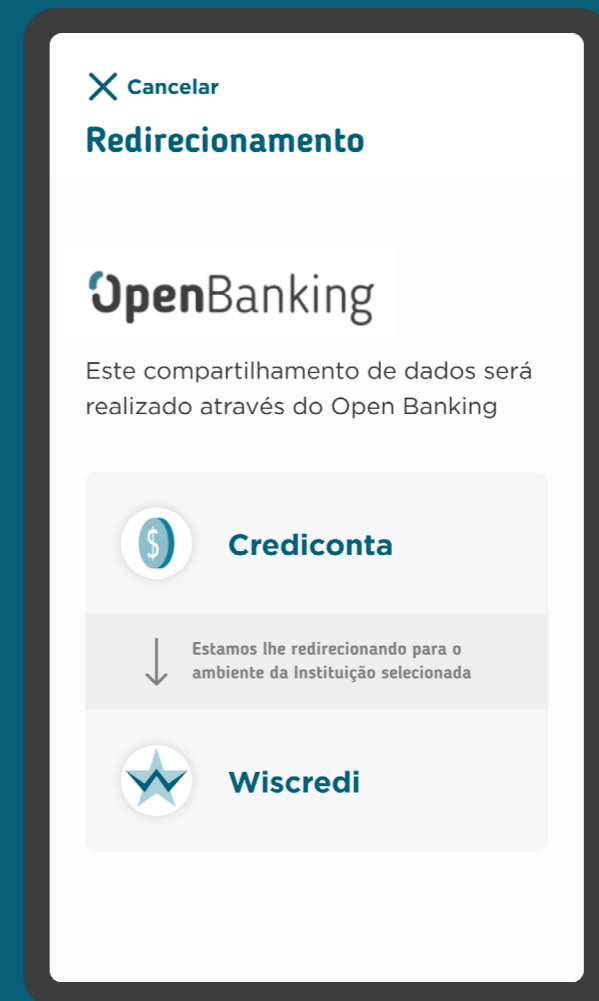 Cancelar
Redirecionamento
OpenBanking
Este compartilhamento de dados será
realizado através do Open Banking
$
Crediconta
Estamos lhe redirecionando para o
ambiente da Instituição selecionada
Wiscredi